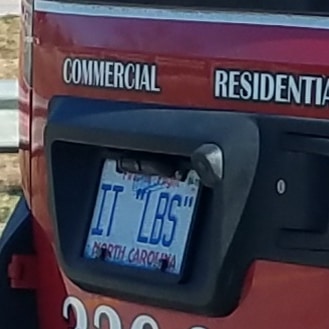 COMMERCIAL RESIDENTIA
IT "LBS"
NORTH CAROLINA